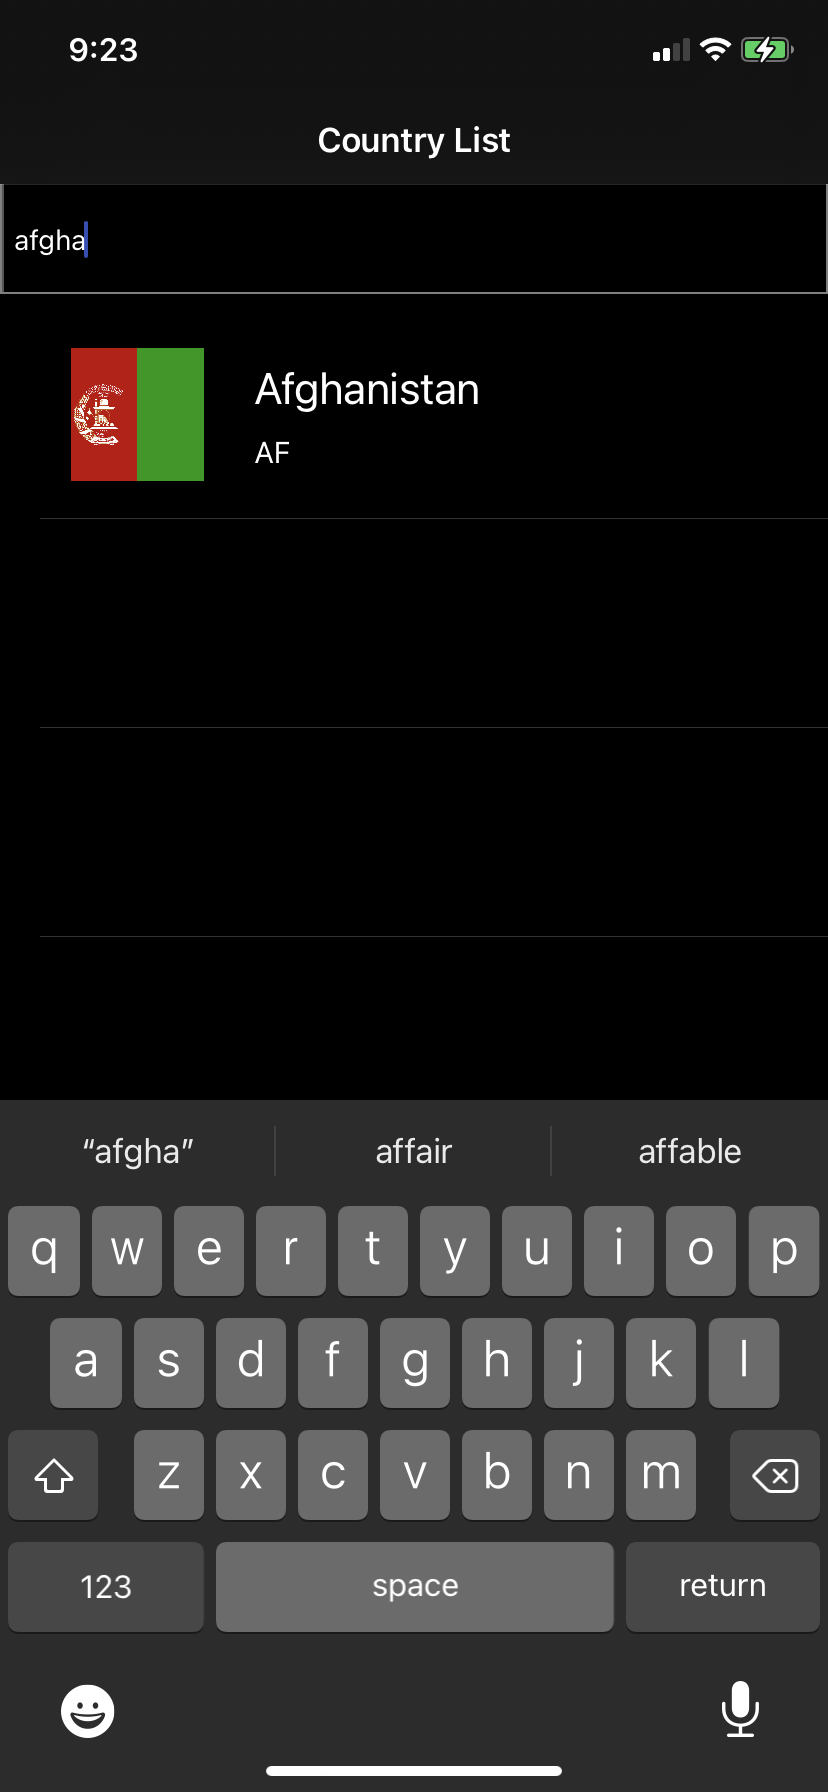 9:23
Country List
afgha
Afghanistan
AF
“afgha” affair affable
q w e r t y u i o p
a s d f g h j k l
z x c v b n m
123 space return